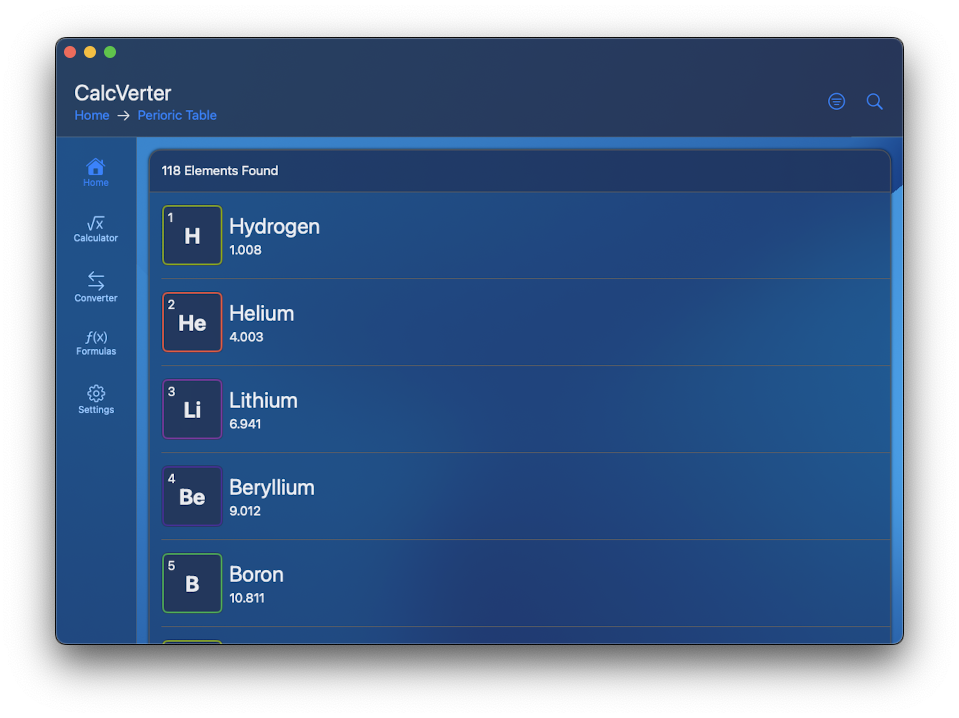 CalcVerter
Home → Perioric Table
Home
√x
Calculator
Converter
f(x)
Formulas
Settings
118 Elements Found
1
H
Hydrogen
1.008
2
He
Helium
4.003
3
Li
Lithium
6.941
4
Be
Beryllium
9.012
5
B
Boron
10.811